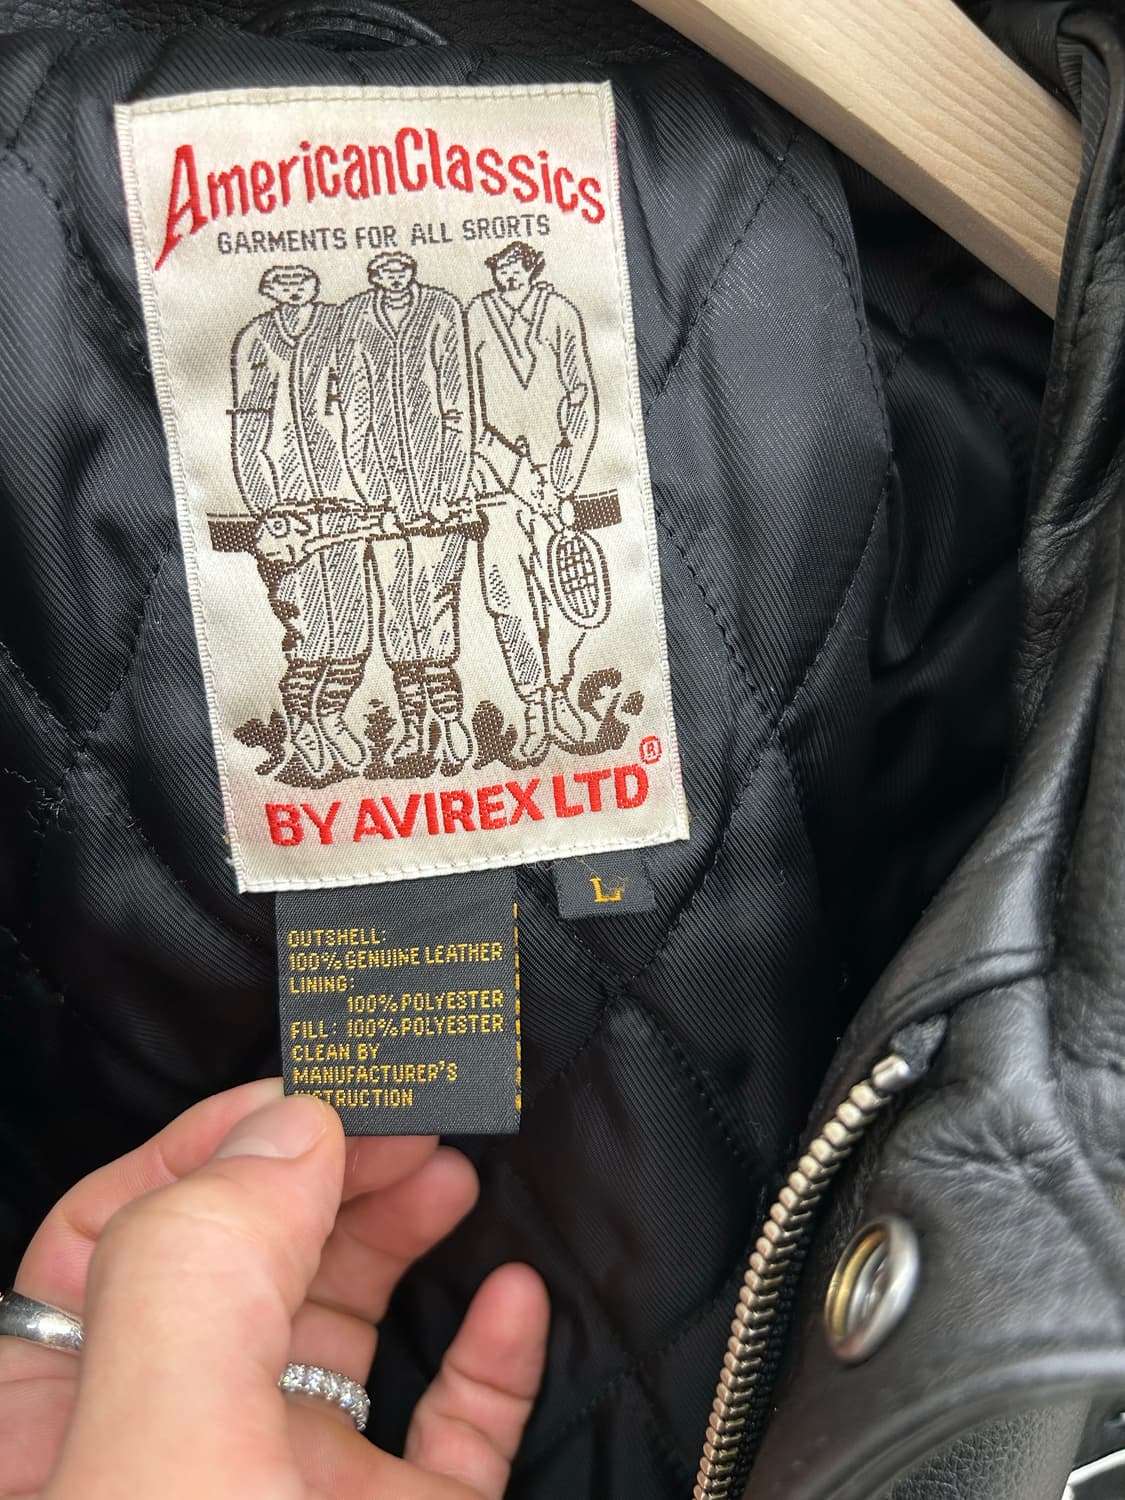 AmericanClassics
GARMENTS FOR ALL SRORTS
BY AVIREX LTD®
L
OUTSHELL:
100% GENUINE LEATHER
LINING:
100% POLYESTER
FILL: 100% POLYESTER
CLEAN BY
MANUFACTURER'S
INSTRUCTION